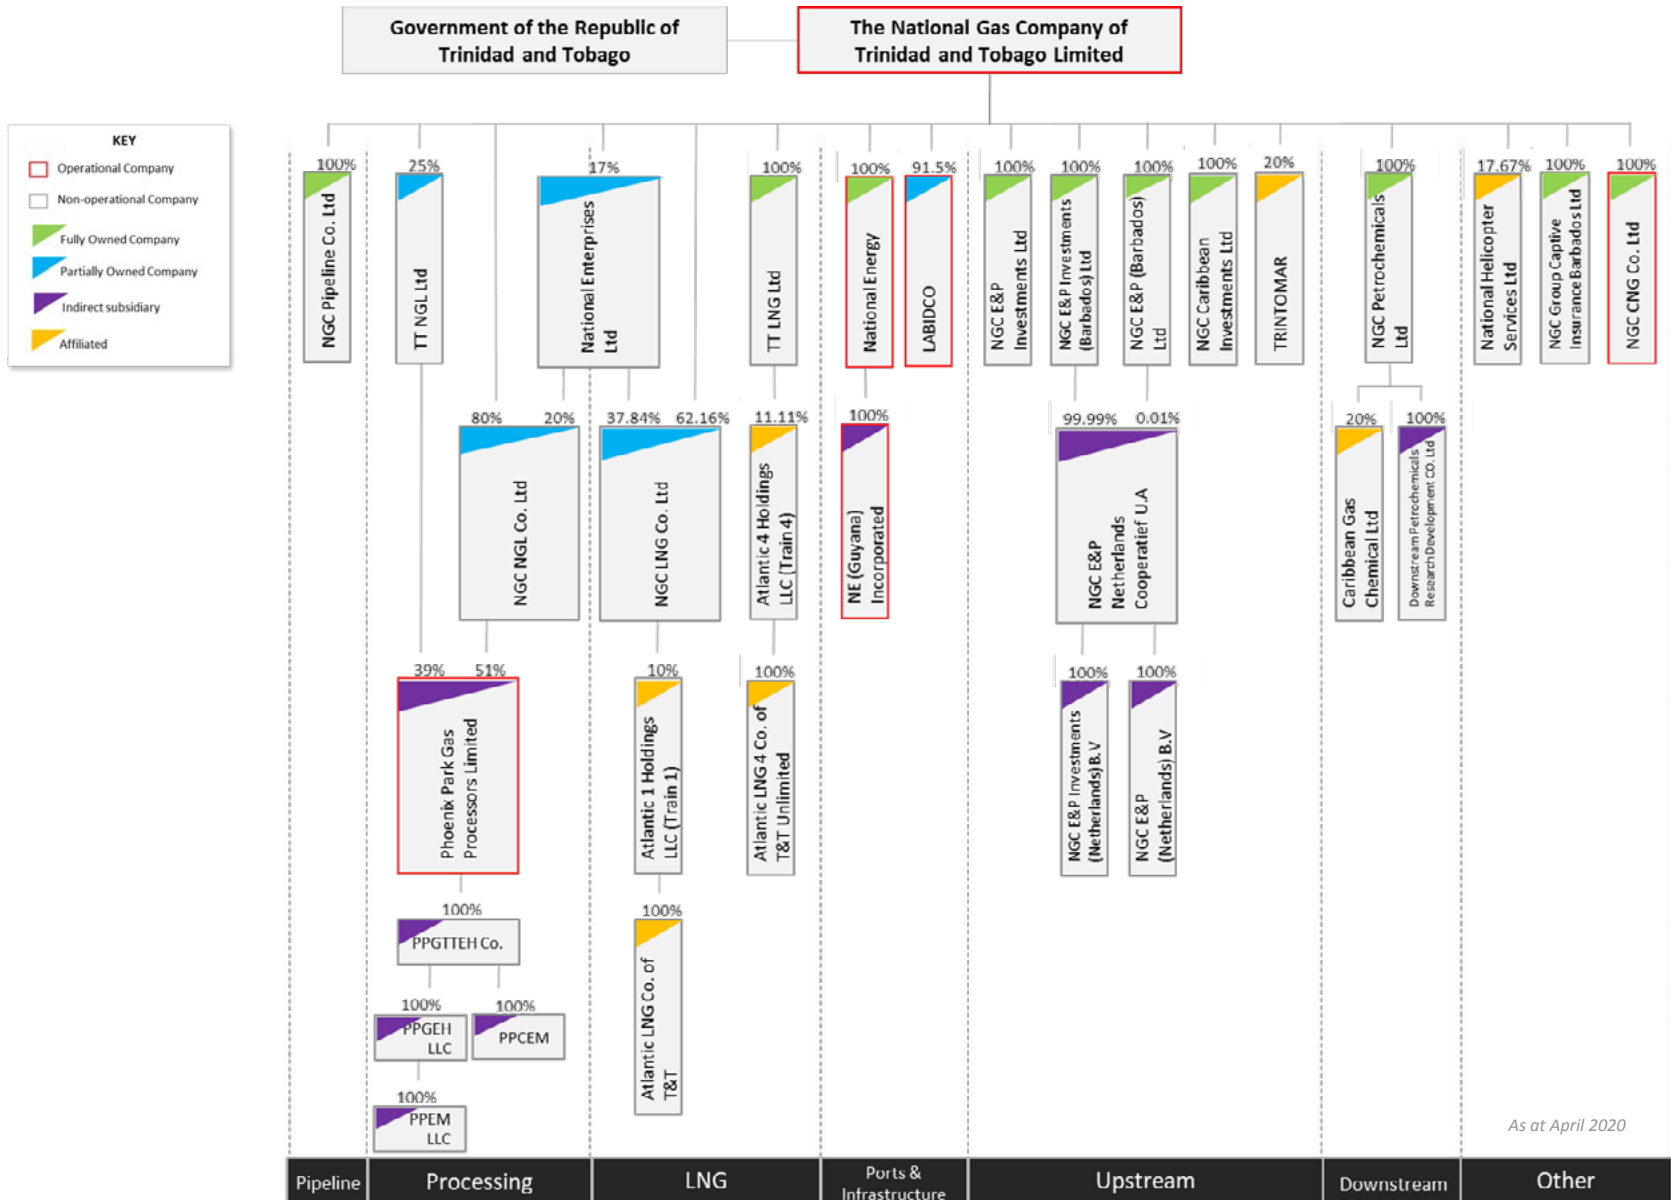 Government of the Republic of
Trinidad and Tobago
The National Gas Company of
Trinidad and Tobago Limited
KEY
Operational Company
Non-operational Company
Fully Owned Company
Partially Owned Company
Indirect subsidiary
Affiliated
100%
NGC Pipeline Co. Ltd
25%
TT NGL Ltd
17%
National Enterprises
Ltd
100%
TT LNG Ltd
100%
National Energy
91.5%
LABIDCO
100%
NGC E&P
Investments Ltd
100%
NGC E&P Investments
(Barbados) Ltd
100%
NGC E&P (Barbados)
Ltd
100%
NGC Caribbean
Investments Ltd
20%
TRINTOMAR
100%
NGC Petrochemicals
Ltd
17.67%
National Helicopter
Services Ltd
100%
NGC Group Captive
Insurance Barbados Ltd
100%
NGC CNG Co. Ltd
80%
20%
NGC NGL Co. Ltd
37.84%
62.16%
NGC LNG Co. Ltd
11.11%
Atlantic 4 Holdings
LLC (Train 4)
100%
NE (Guyana)
Incorporated
99.99%
0.01%
NGC E&P
Netherlands
Cooperatief U.A
20%
Caribbean Gas
Chemical Ltd
100%
Downstream Petrochemicals
Research Development CO. Ltd
39%
51%
Phoenix Park Gas
Processors Limited
10%
Atlantic 1 Holdings
LLC (Train 1)
100%
Atlantic LNG 4 Co. of
T&T Unlimited
100%
NGC E&P Investments
(Netherlands) B.V
100%
NGC E&P
(Netherlands) B.V
100%
PPGTTEH Co.
100%
Atlantic LNG Co. of
T&T
100%
PPGEH
LLC
100%
PPCEM
100%
PPEM
LLC
As at April 2020
Pipeline
Processing
LNG
Ports &
Infrastructure
Upstream
Downstream
Other